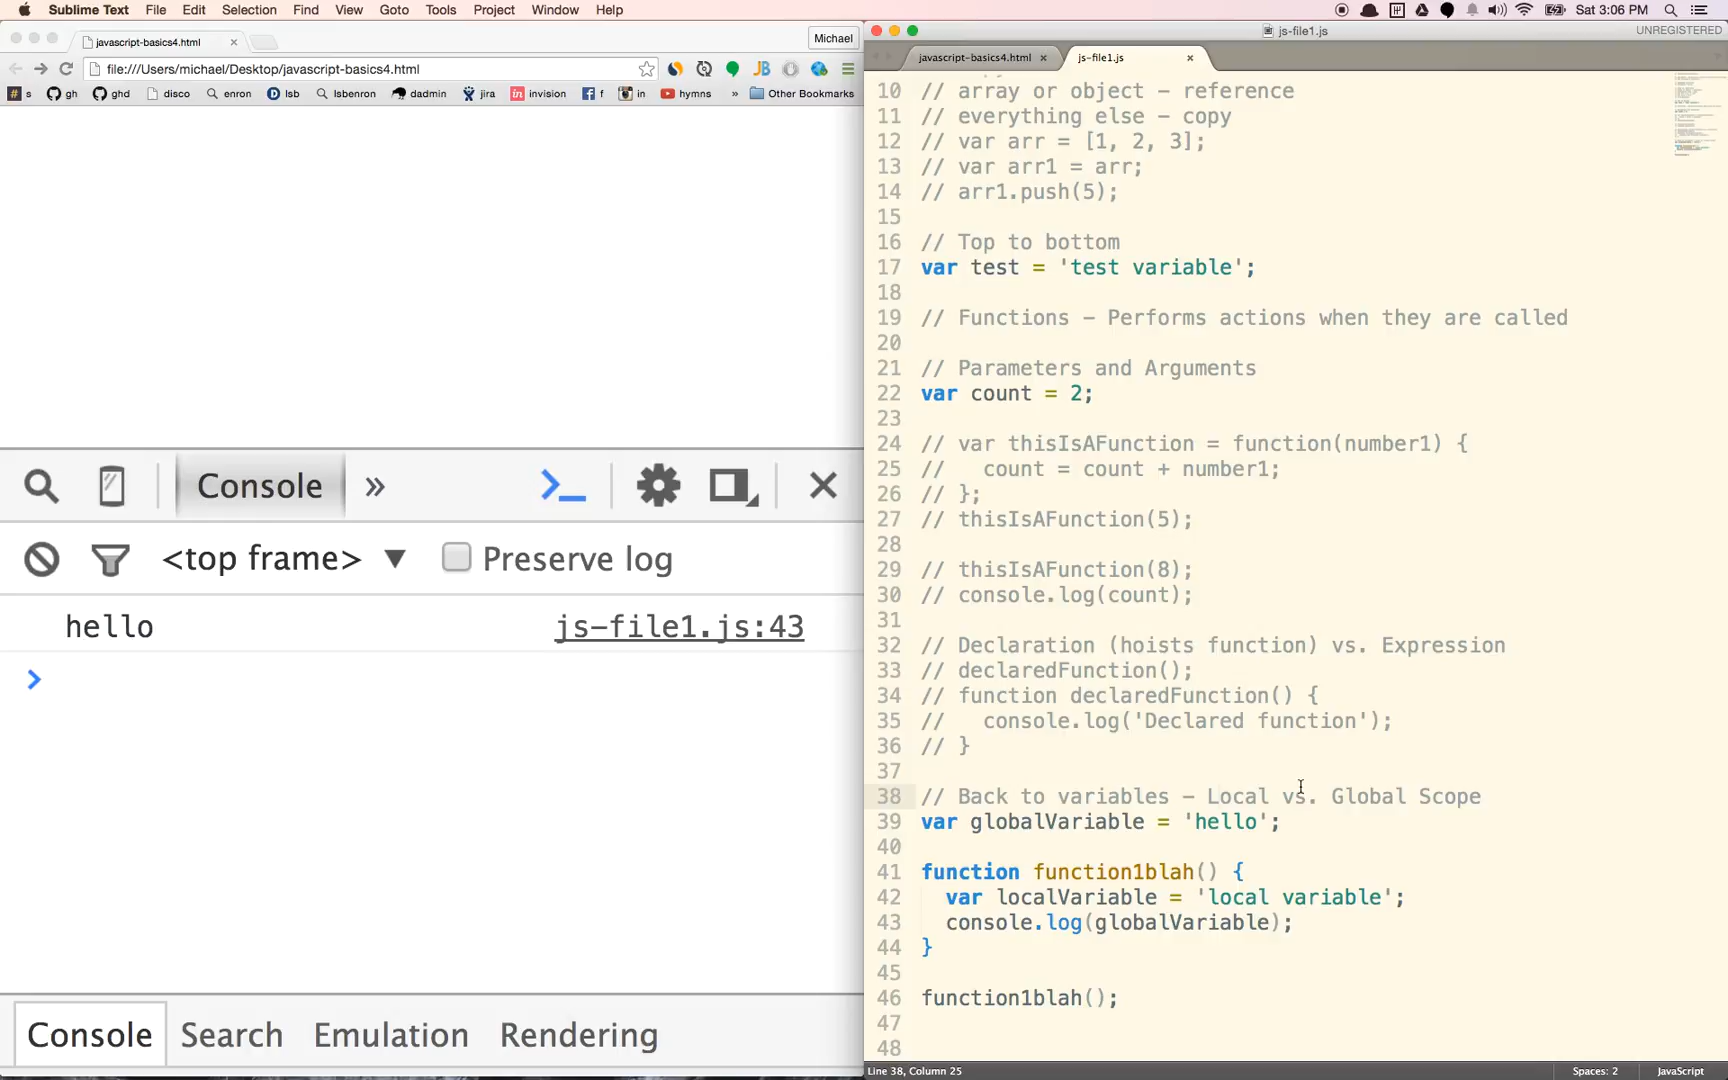 Sublime Text File Edit Selection Find View Goto Tools Project Window Help Sat 3:06 PM
javascript-basics4.html × Michael
file:///Users/michael/Desktop/javascript-basics4.html
s gh ghd disco enron lsb lsbenron dadmin jira in invision f in hymns » Other Bookmarks
Console »
<top frame> ▼ Preserve log
hello js-file1.js:43
>
Console Search Emulation Rendering
js-file1.js UNREGISTERED
javascript-basics4.html × js-file1.js ×
10 // array or object - reference
11 // everything else - copy
12 // var arr = [1, 2, 3];
13 // var arr1 = arr;
14 // arr1.push(5);
15
16 // Top to bottom
17 var test = 'test variable';
18
19 // Functions - Performs actions when they are called
20
21 // Parameters and Arguments
22 var count = 2;
23
24 // var thisIsAFunction = function(number1) {
25 //   count = count + number1;
26 // };
27 // thisIsAFunction(5);
28
29 // thisIsAFunction(8);
30 // console.log(count);
31
32 // Declaration (hoists function) vs. Expression
33 // declaredFunction();
34 // function declaredFunction() {
35 //   console.log('Declared function');
36 // }
37
38 // Back to variables - Local vs. Global Scope
39 var globalVariable = 'hello';
40
41 function function1blah() {
42   var localVariable = 'local variable';
43   console.log(globalVariable);
44 }
45
46 function1blah();
47
48
Line 38, Column 25 Spaces: 2 JavaScript